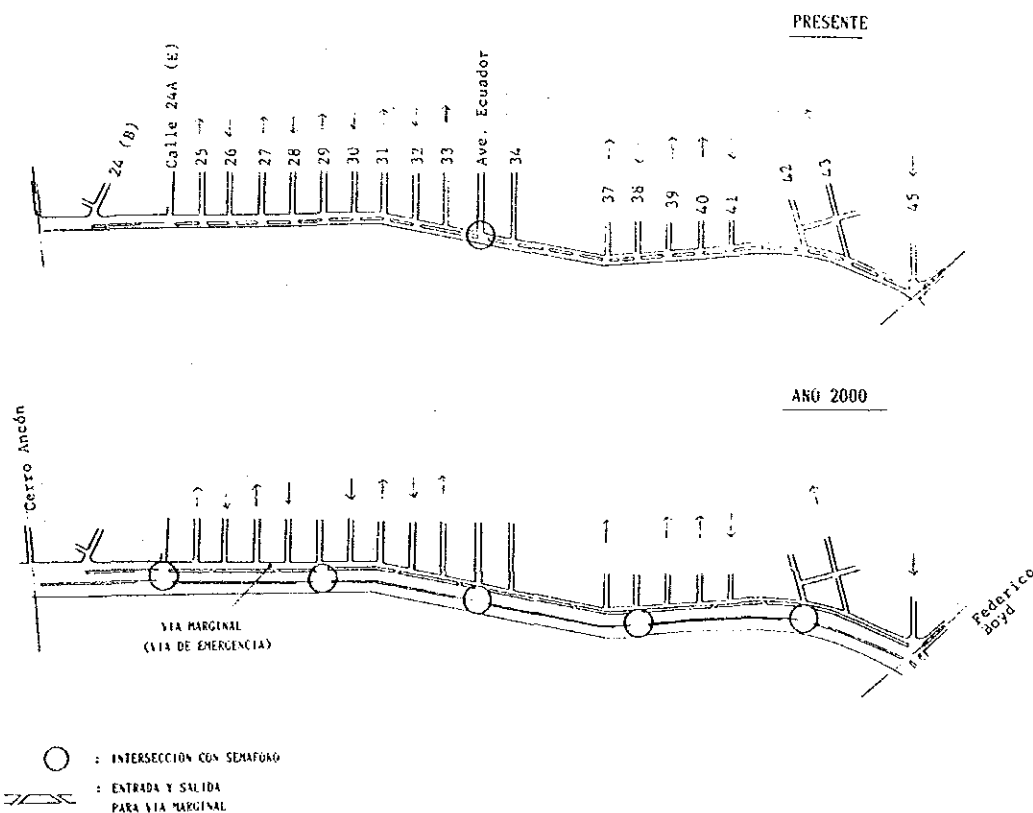 PRESENTE
24 (B)
Calle 24A (E)
25
26
27
28
29
30
31
32
33
Ave. Ecuador
34
37
38
39
40
41
42
43
45
AÑO 2000
Cerro Ancón
VIA MARGINAL
(VIA DE EMERGENCIA)
Federico
Boyd
: INTERSECCIÓN CON SEMAFORO
: ENTRADA Y SALIDA
PARA VIA MARGINAL